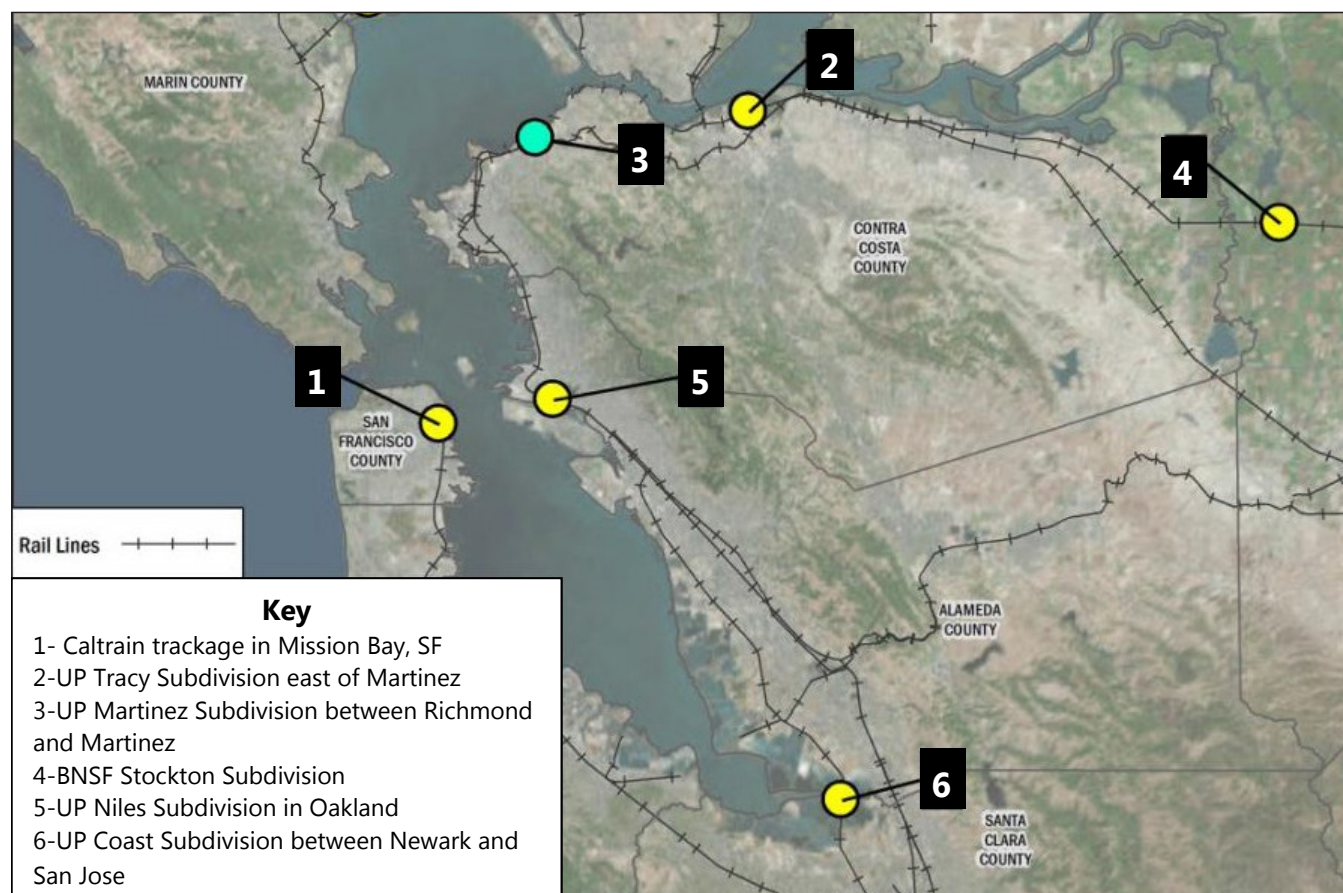 MARIN COUNTY
2
3
4
CONTRA
COSTA
COUNTY
1
5
SAN
FRANCISCO
COUNTY
Rail Lines
ALAMEDA
COUNTY
6
SANTA
CLARA
COUNTY
Key
1- Caltrain trackage in Mission Bay, SF
2-UP Tracy Subdivision east of Martinez
3-UP Martinez Subdivision between Richmond
and Martinez
4-BNSF Stockton Subdivision
5-UP Niles Subdivision in Oakland
6-UP Coast Subdivision between Newark and
San Jose